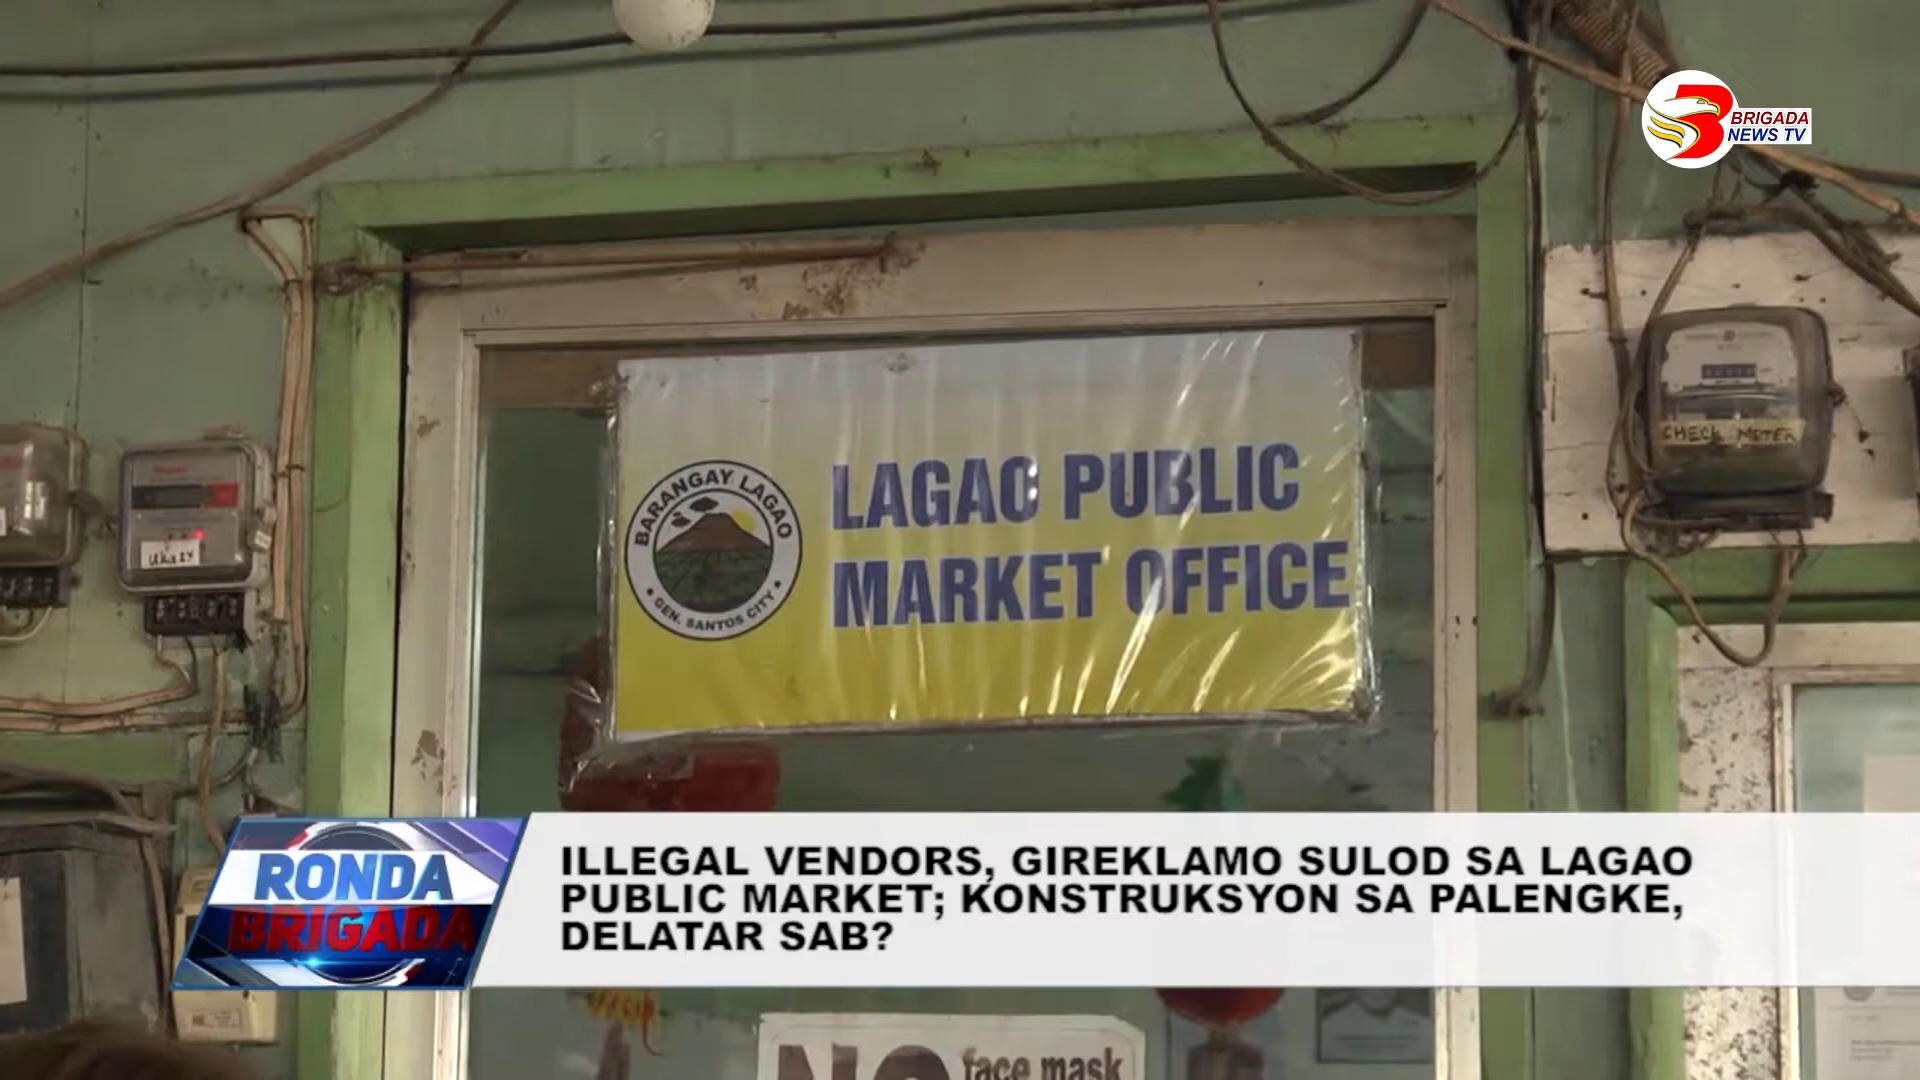 BRIGADA
NEWS TV
CHECK METER
BARANGAY LAGAO
GEN. SANTOS CITY
LAGAO PUBLIC
MARKET OFFICE
RONDA
BRIGADA
ILLEGAL VENDORS, GIREKLAMO SULOD SA LAGAO
PUBLIC MARKET; KONSTRUKSYON SA PALENGKE,
DELATAR SAB?
NO
face mask